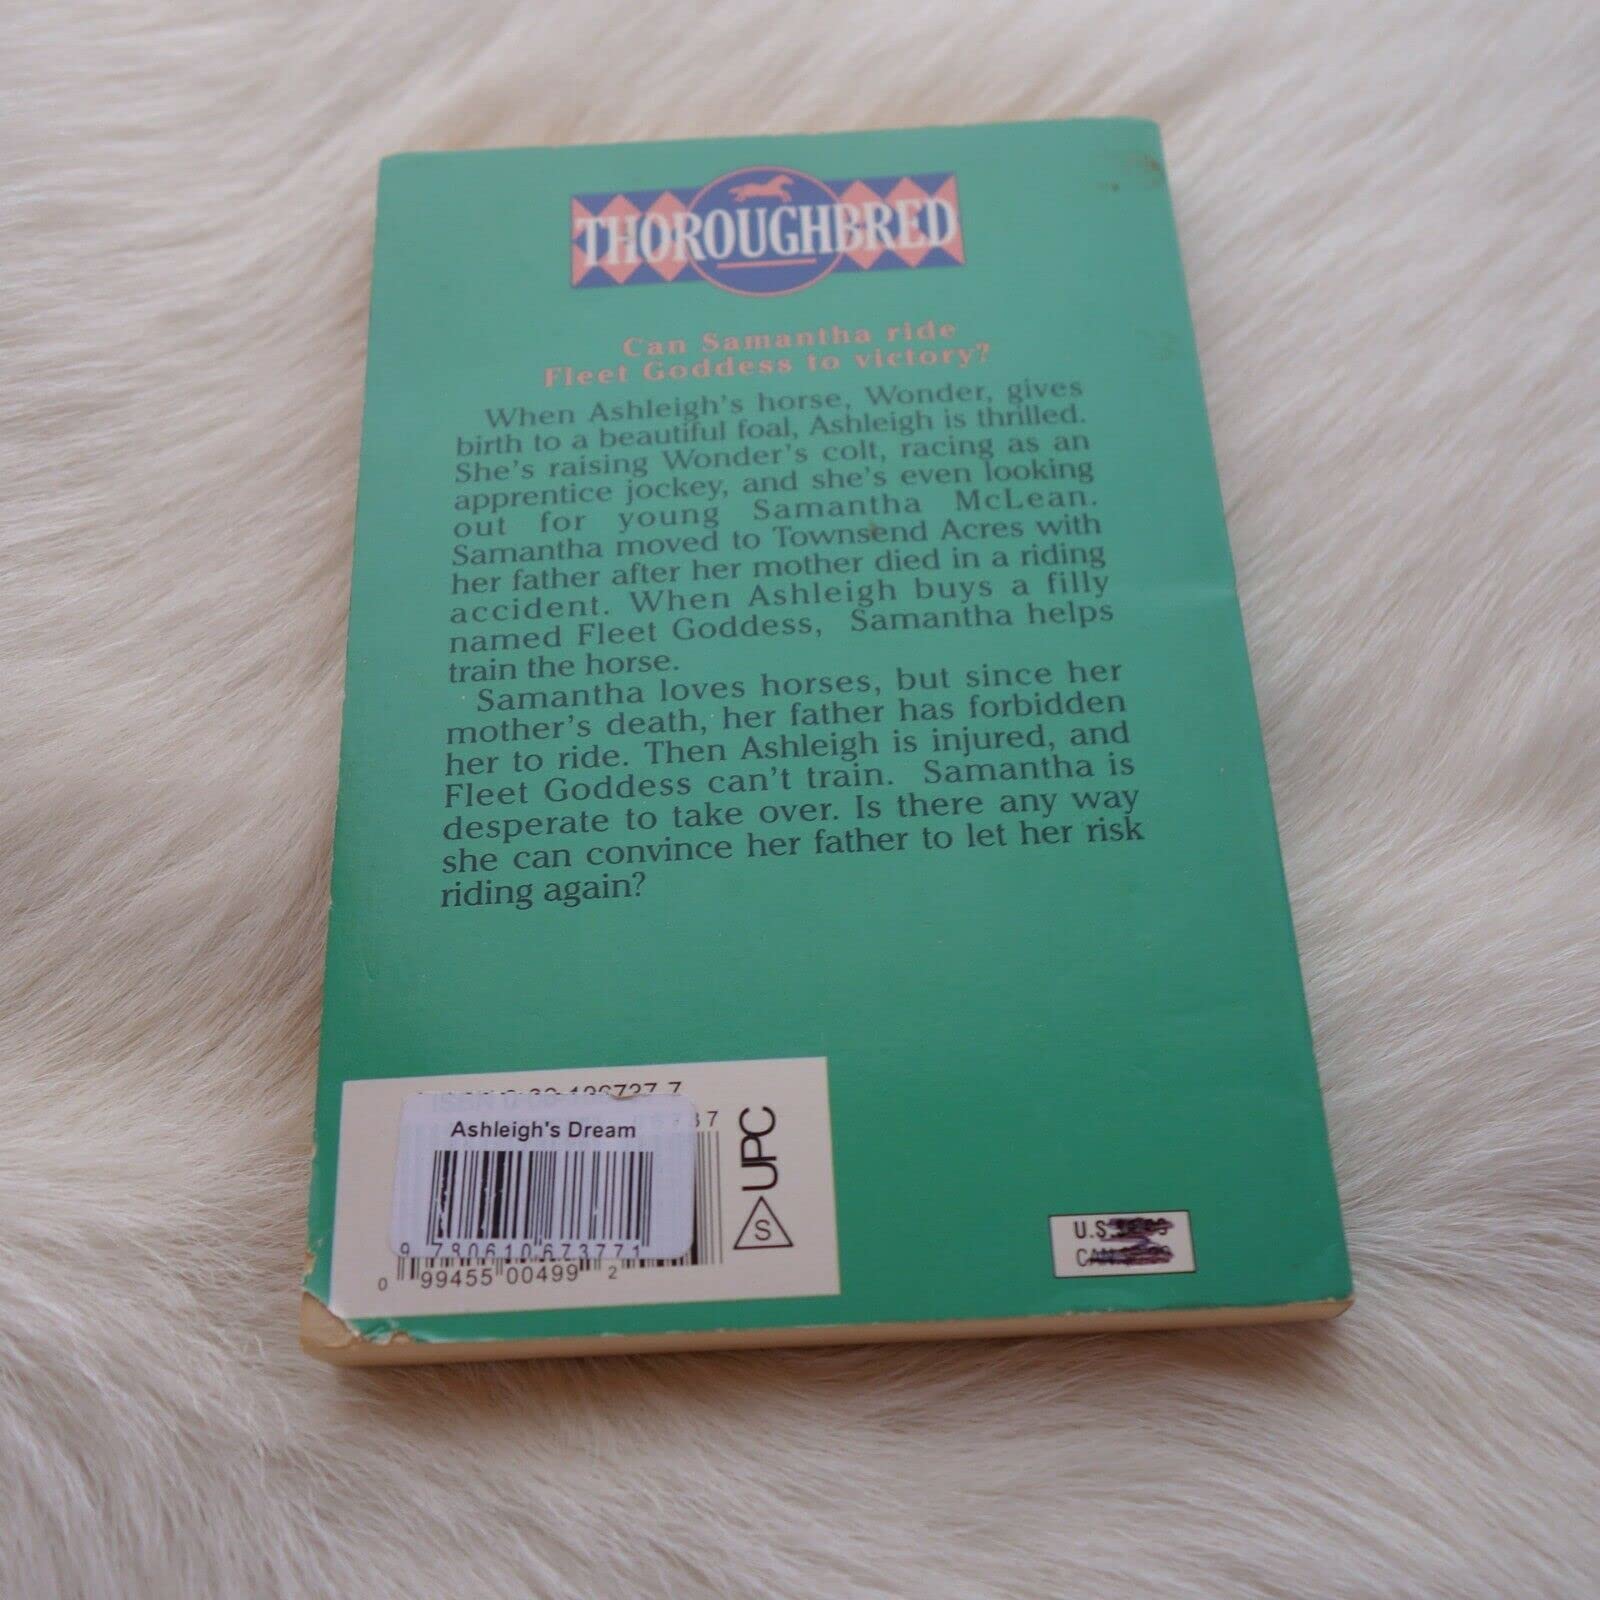 THOROUGHBRED
Can Samantha ride
Fleet Goddess to victory?
When Ashleigh's horse, Wonder, gives
birth to a beautiful foal, Ashleigh is thrilled.
She's raising Wonder's colt, racing as an
apprentice jockey, and she's even looking
out for young Samantha McLean.
Samantha moved to Townsend Acres with
her father after her mother died in a riding
accident. When Ashleigh buys a filly
named Fleet Goddess, Samantha helps
train the horse.
Samantha loves horses, but since her
mother's death, her father has forbidden
her to ride. Then Ashleigh is injured, and
Fleet Goddess can't train. Samantha is
desperate to take over. Is there any way
she can convince her father to let her risk
riding again?
Ashleigh's Dream
9 780610 673771
0 99455 00499 2
UPC
S
U.S.
CAN